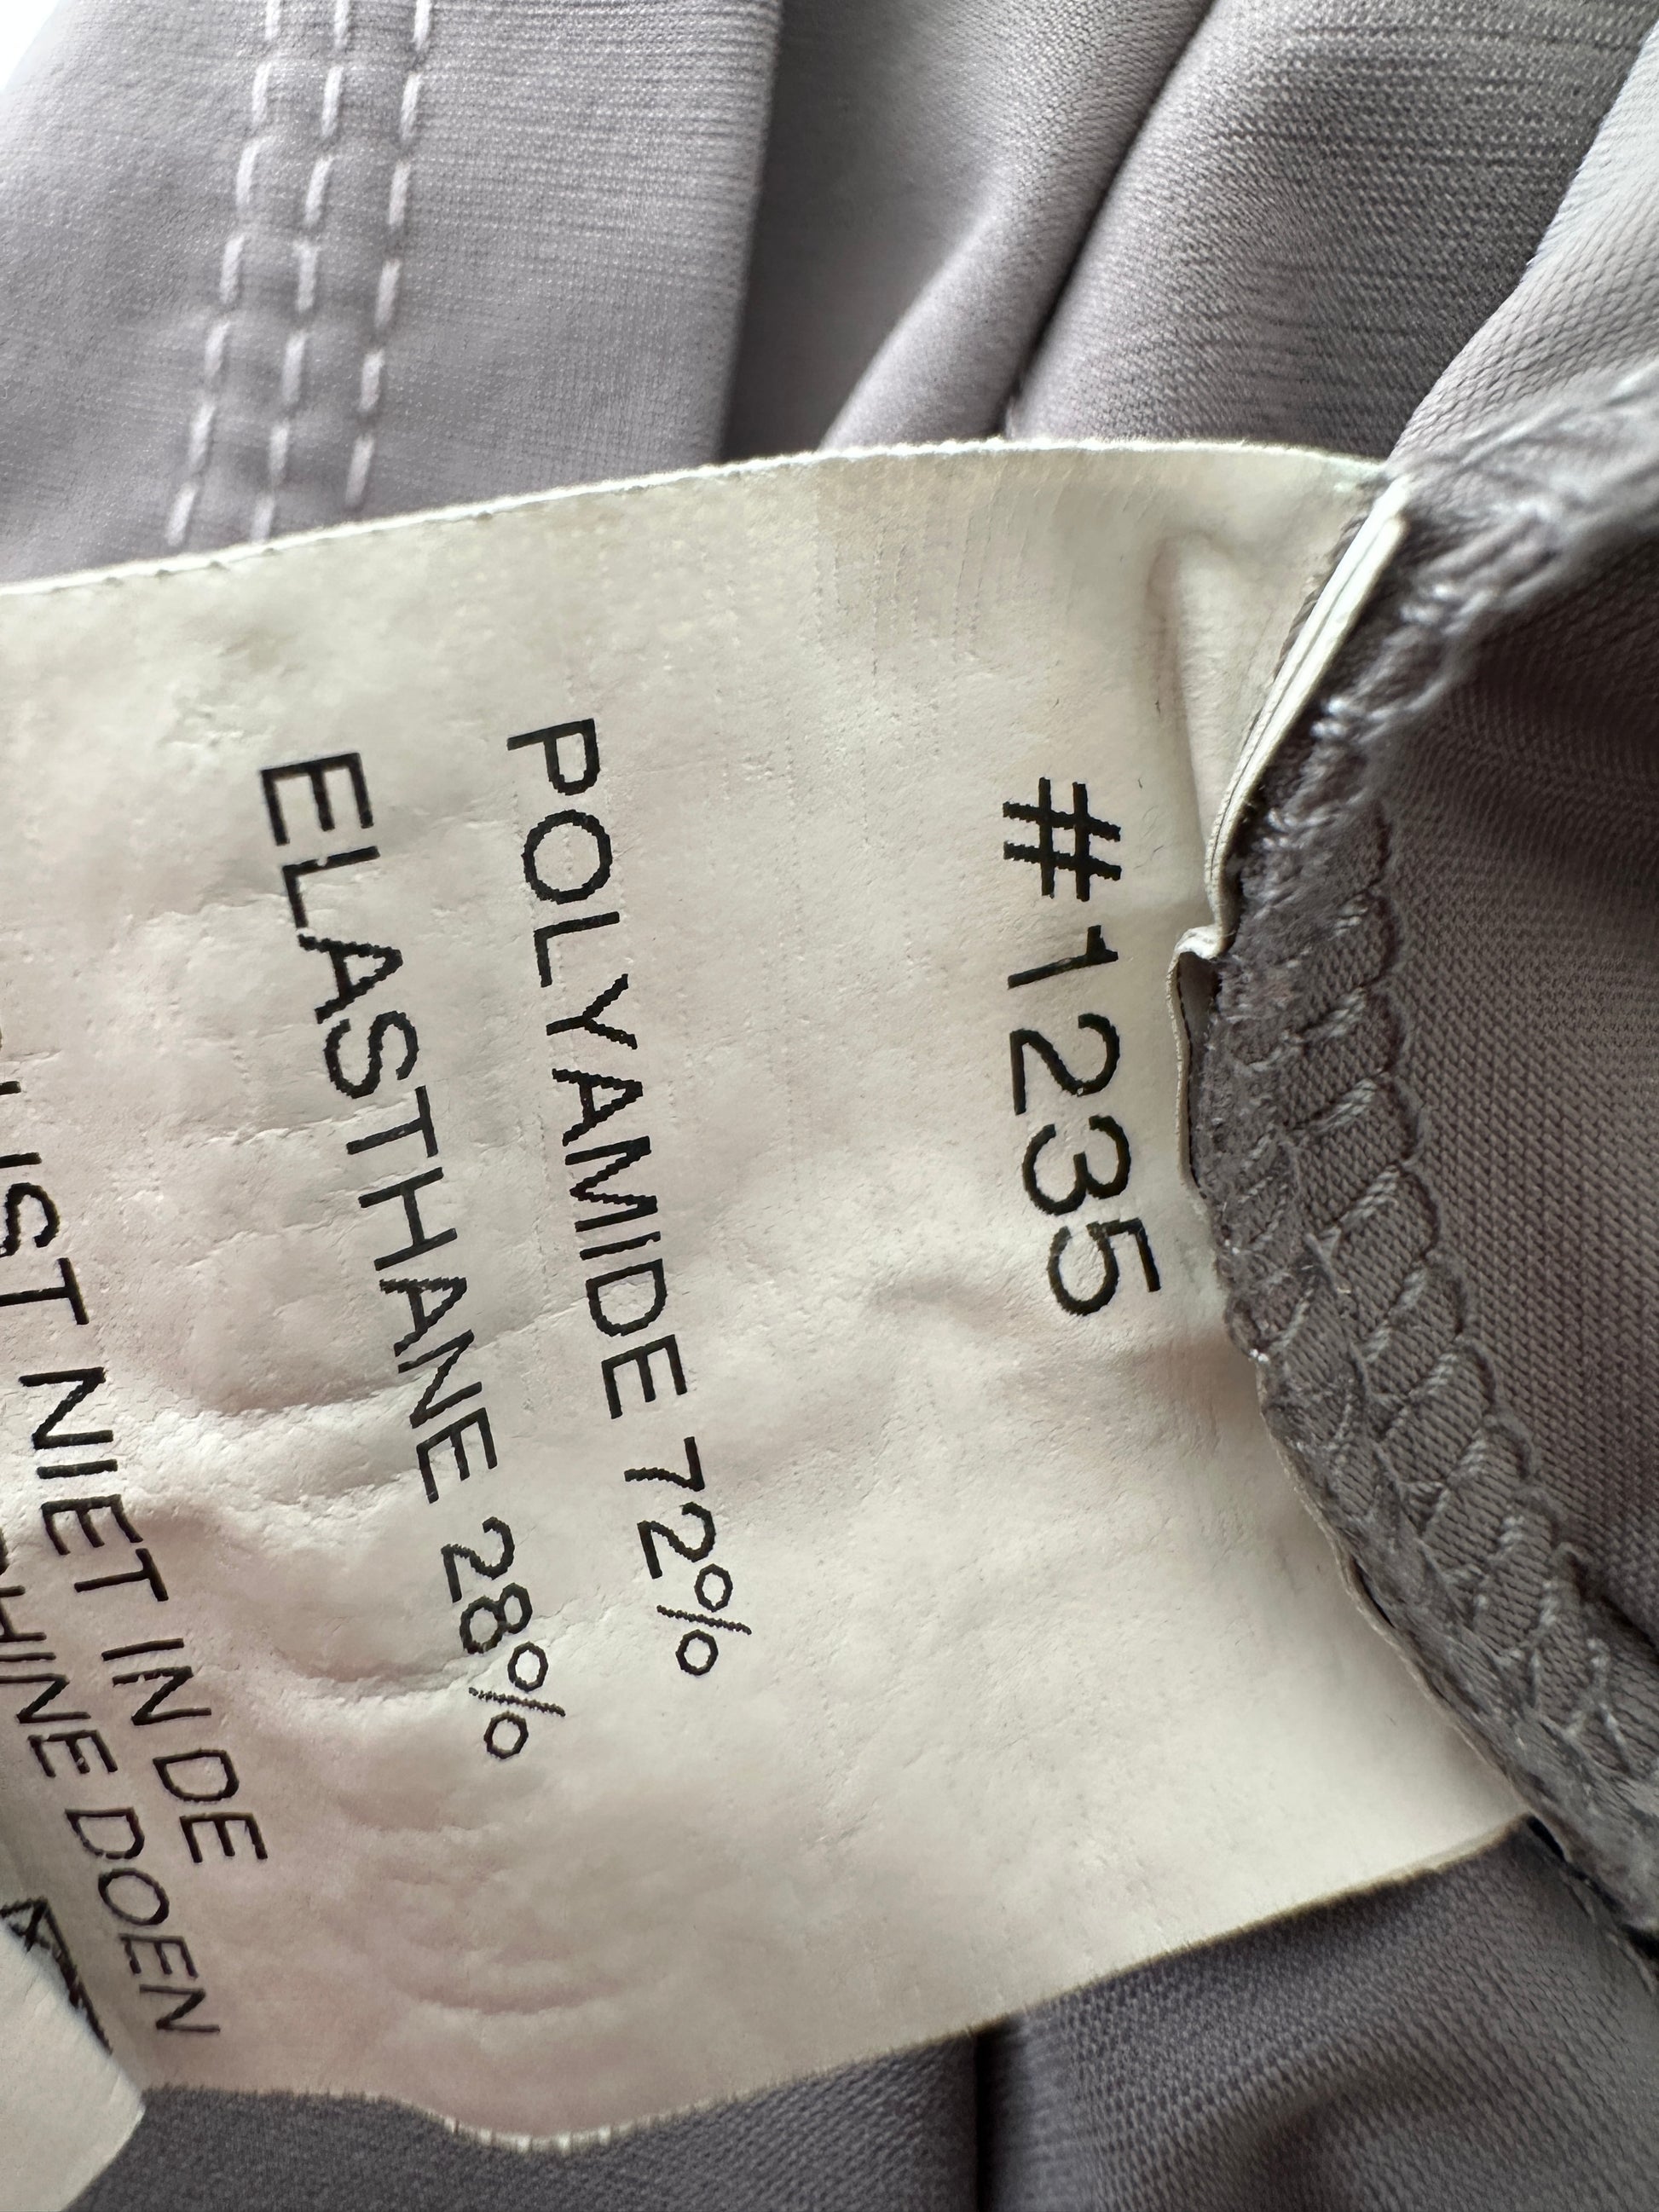 #1235
POLYAMIDE 72%
ELASTHANE 28%
NIET IN DE
DOEN